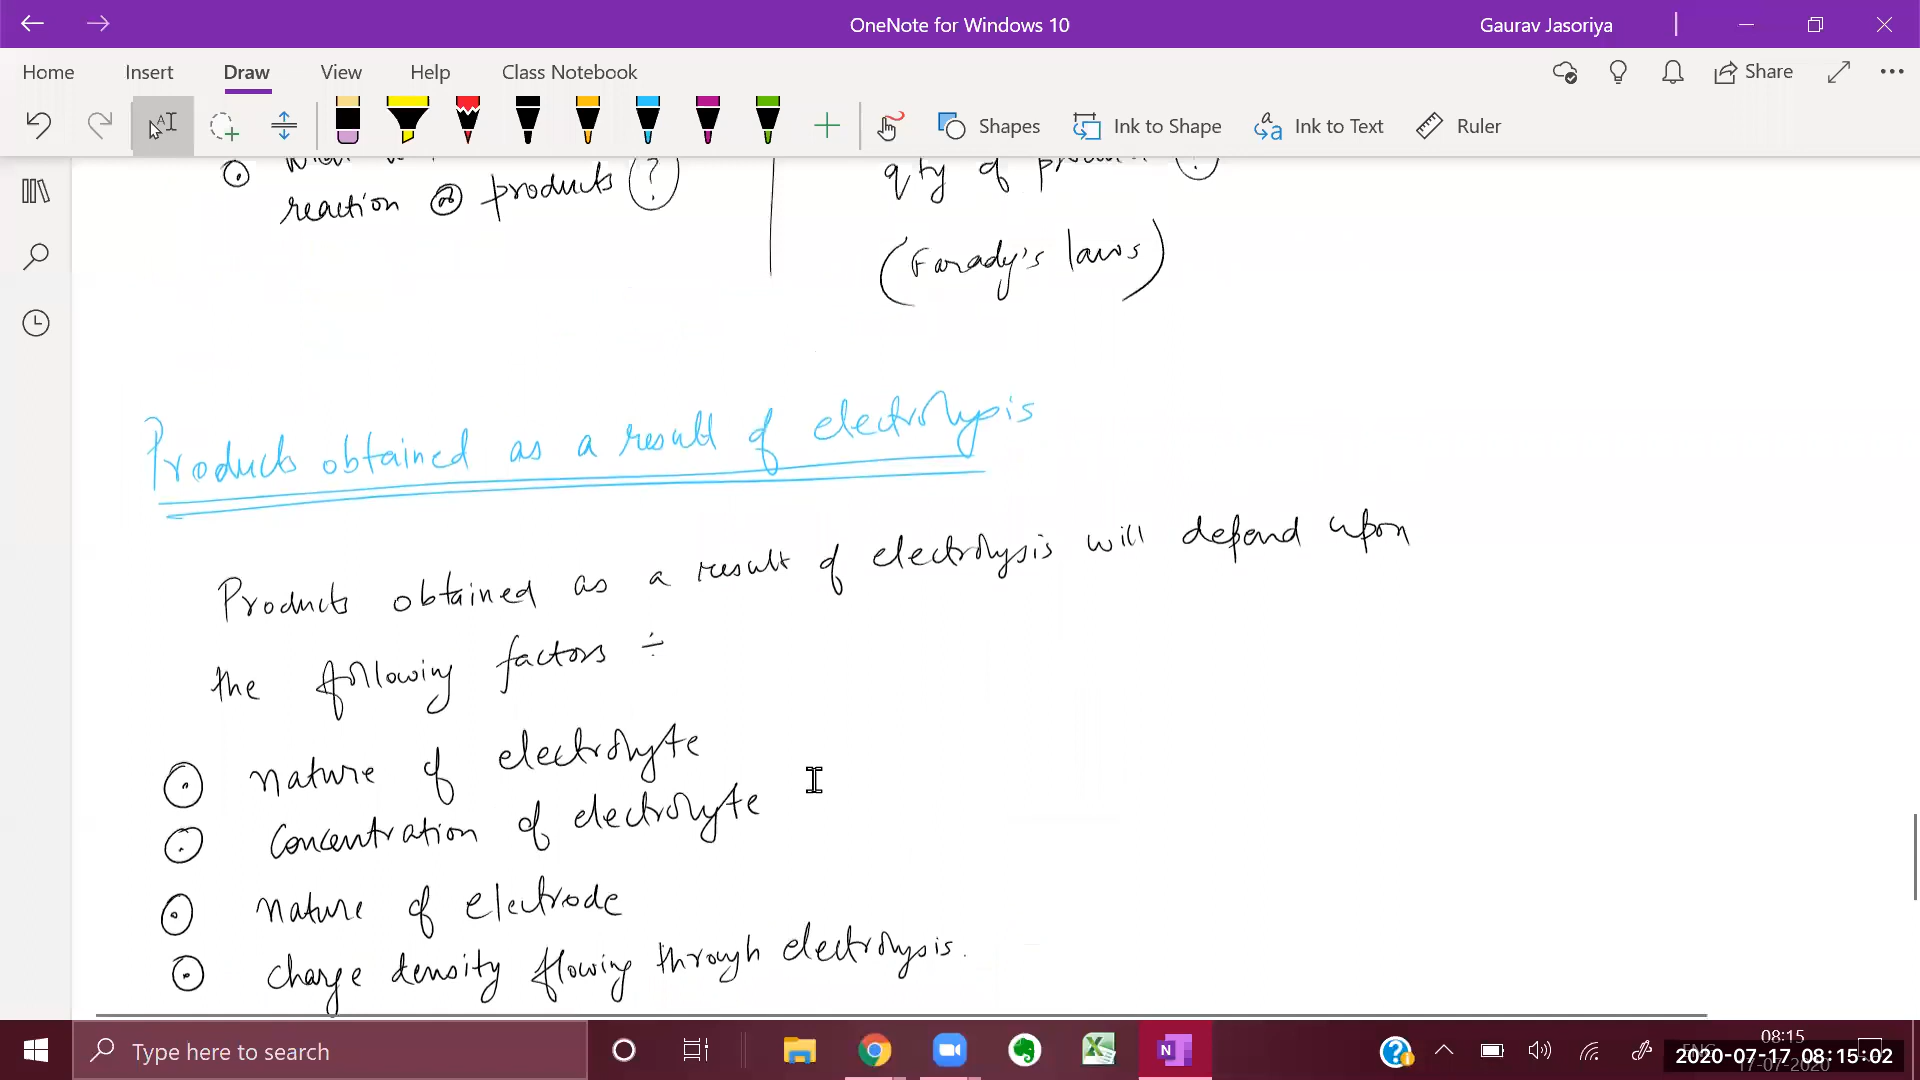 OneNote for Windows 10
Gaurav Jasoriya
Home Insert Draw View Help Class Notebook
Share
Shapes Ink to Shape Ink to Text Ruler
reaction products ?
qty of
(Farady's laws)
Products obtained as a result of electrolysis
Products obtained as a result of electrolysis will depend upon
the following factors ÷
nature of electrolyte
Concentration of electrolyte
nature of electrode
charge density flowing through electrolysis.
Type here to search
08:15
2020-07-17 08:15:02
17-07-2020